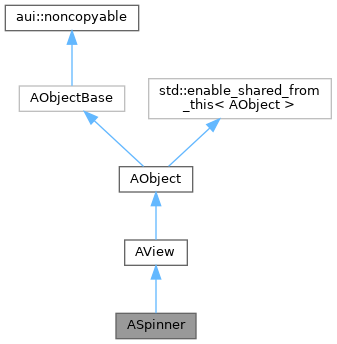 aui::noncopyable
AObjectBase
std::enable_shared_from
_this< AObject >
AObject
AView
ASpinner